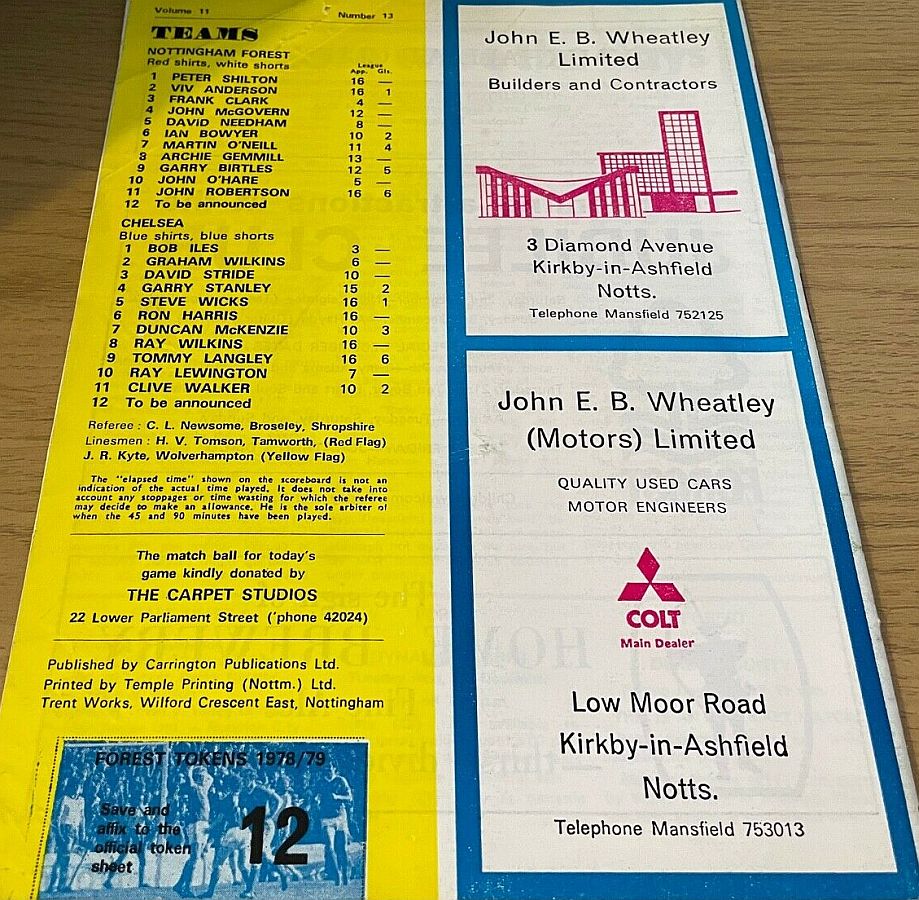 Volume 11
Number 13
TEAMS
NOTTINGHAM FOREST
Red shirts, white shorts
League
App. Gls.
1 PETER SHILTON 16 —
2 VIV ANDERSON 16 1
3 FRANK CLARK 4 —
4 JOHN McGOVERN 12 —
5 DAVID NEEDHAM 8 —
6 IAN BOWYER 10 2
7 MARTIN O'NEILL 11 4
8 ARCHIE GEMMILL 13 —
9 GARRY BIRTLES 12 5
10 JOHN O'HARE 5 —
11 JOHN ROBERTSON 16 6
12 To be announced
CHELSEA
Blue shirts, blue shorts
1 BOB ILES 3 —
2 GRAHAM WILKINS 6 —
3 DAVID STRIDE 10 —
4 GARRY STANLEY 15 2
5 STEVE WICKS 16 1
6 RON HARRIS 16 —
7 DUNCAN McKENZIE 10 3
8 RAY WILKINS 16 —
9 TOMMY LANGLEY 16 6
10 RAY LEWINGTON 7 —
11 CLIVE WALKER 10 2
12 To be announced
Referee : C. L. Newsome, Broseley, Shropshire
Linesmen : H. V. Tomson, Tamworth, (Red Flag)
J. R. Kyte, Wolverhampton (Yellow Flag)
The "elapsed time" shown on the scoreboard is not an
indication of the actual time played. It does not take into
account any stoppages or time wasting for which the referee
may decide to make an allowance. He is the sole arbiter of
when the 45 and 90 minutes have been played.
The match ball for today's
game kindly donated by
THE CARPET STUDIOS
22 Lower Parliament Street ('phone 42024)
Published by Carrington Publications Ltd.
Printed by Temple Printing (Nottm.) Ltd.
Trent Works, Wilford Crescent East, Nottingham
FOREST TOKENS 1978/79
Save and
affix to the
official token
sheet
12
John E. B. Wheatley
Limited
Builders and Contractors
3 Diamond Avenue
Kirkby-in-Ashfield
Notts.
Telephone Mansfield 752125
John E. B. Wheatley
(Motors) Limited
QUALITY USED CARS
MOTOR ENGINEERS
COLT
Main Dealer
Low Moor Road
Kirkby-in-Ashfield
Notts.
Telephone Mansfield 753013